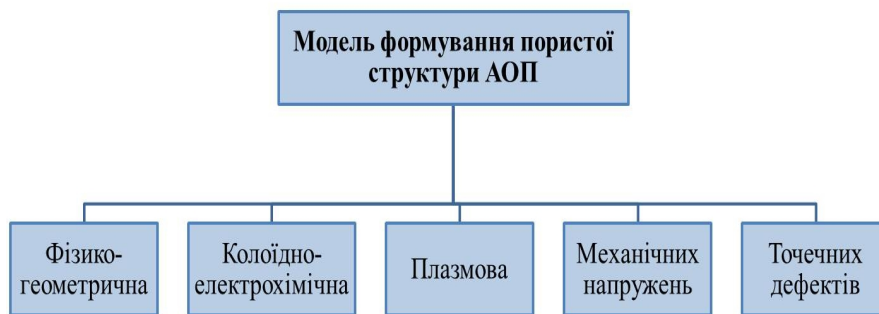 Модель формування пористої
структури АОП
Фізико-
геометрична
Колоїдно-
електрохімічна
Плазмова
Механічних
напружень
Точечних
дефектів